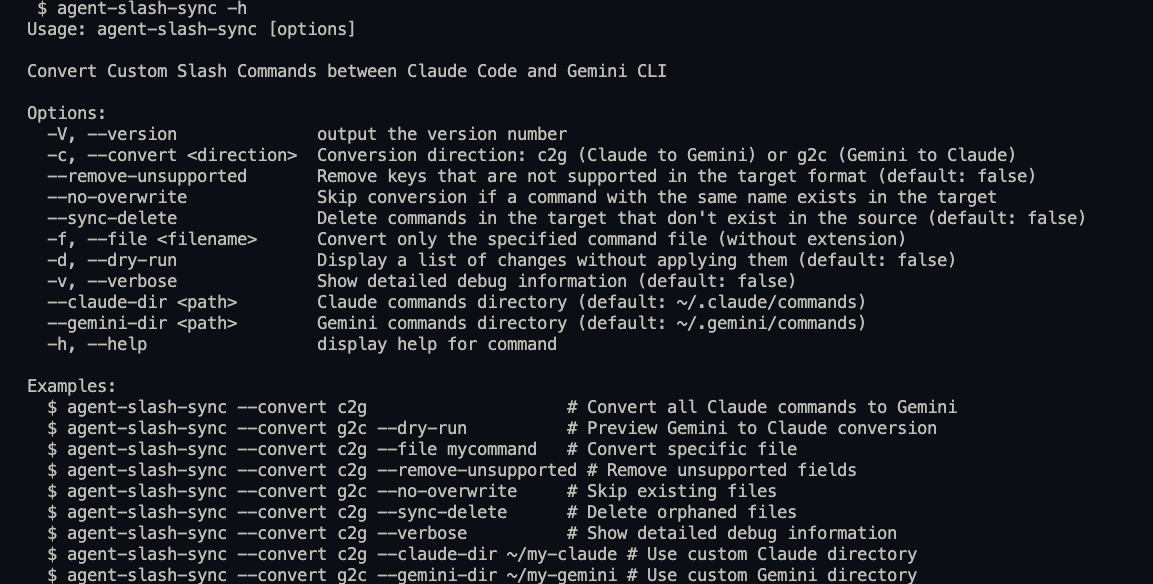 $ agent-slash-sync -h
Usage: agent-slash-sync [options]

Convert Custom Slash Commands between Claude Code and Gemini CLI

Options:
  -V, --version              output the version number
  -c, --convert <direction>  Conversion direction: c2g (Claude to Gemini) or g2c (Gemini to Claude)
  --remove-unsupported       Remove keys that are not supported in the target format (default: false)
  --no-overwrite             Skip conversion if a command with the same name exists in the target
  --sync-delete              Delete commands in the target that don't exist in the source (default: false)
  -f, --file <filename>      Convert only the specified command file (without extension)
  -d, --dry-run              Display a list of changes without applying them (default: false)
  -v, --verbose              Show detailed debug information (default: false)
  --claude-dir <path>        Claude commands directory (default: ~/.claude/commands)
  --gemini-dir <path>        Gemini commands directory (default: ~/.gemini/commands)
  -h, --help                 display help for command

Examples:
  $ agent-slash-sync --convert c2g                    # Convert all Claude commands to Gemini
  $ agent-slash-sync --convert g2c --dry-run          # Preview Gemini to Claude conversion
  $ agent-slash-sync --convert c2g --file mycommand   # Convert specific file
  $ agent-slash-sync --convert c2g --remove-unsupported # Remove unsupported fields
  $ agent-slash-sync --convert g2c --no-overwrite     # Skip existing files
  $ agent-slash-sync --convert c2g --sync-delete      # Delete orphaned files
  $ agent-slash-sync --convert c2g --verbose          # Show detailed debug information
  $ agent-slash-sync --convert c2g --claude-dir ~/my-claude # Use custom Claude directory
  $ agent-slash-sync --convert g2c --gemini-dir ~/my-gemini # Use custom Gemini directory